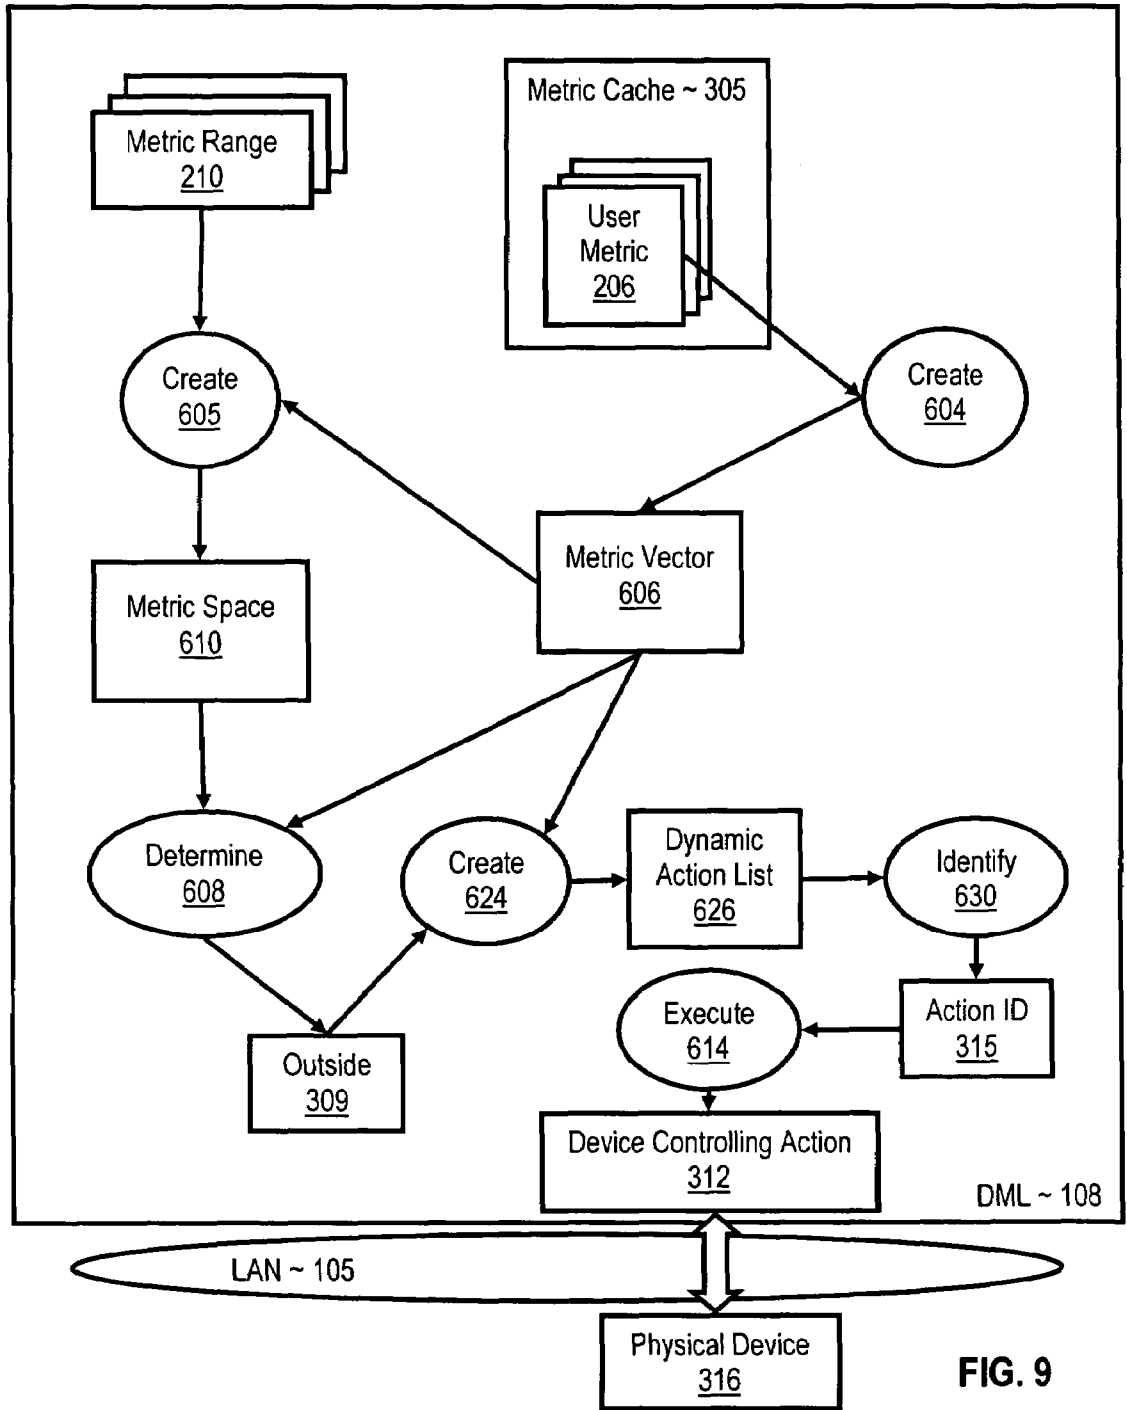 Metric Range
210
Metric Cache ~ 305
User
Metric
206
Create
605
Create
604
Metric Vector
606
Metric Space
610
Determine
608
Create
624
Dynamic
Action List
626
Identify
630
Execute
614
Action ID
315
Outside
309
Device Controlling Action
312
DML ~ 108
LAN ~ 105
Physical Device
316
FIG. 9